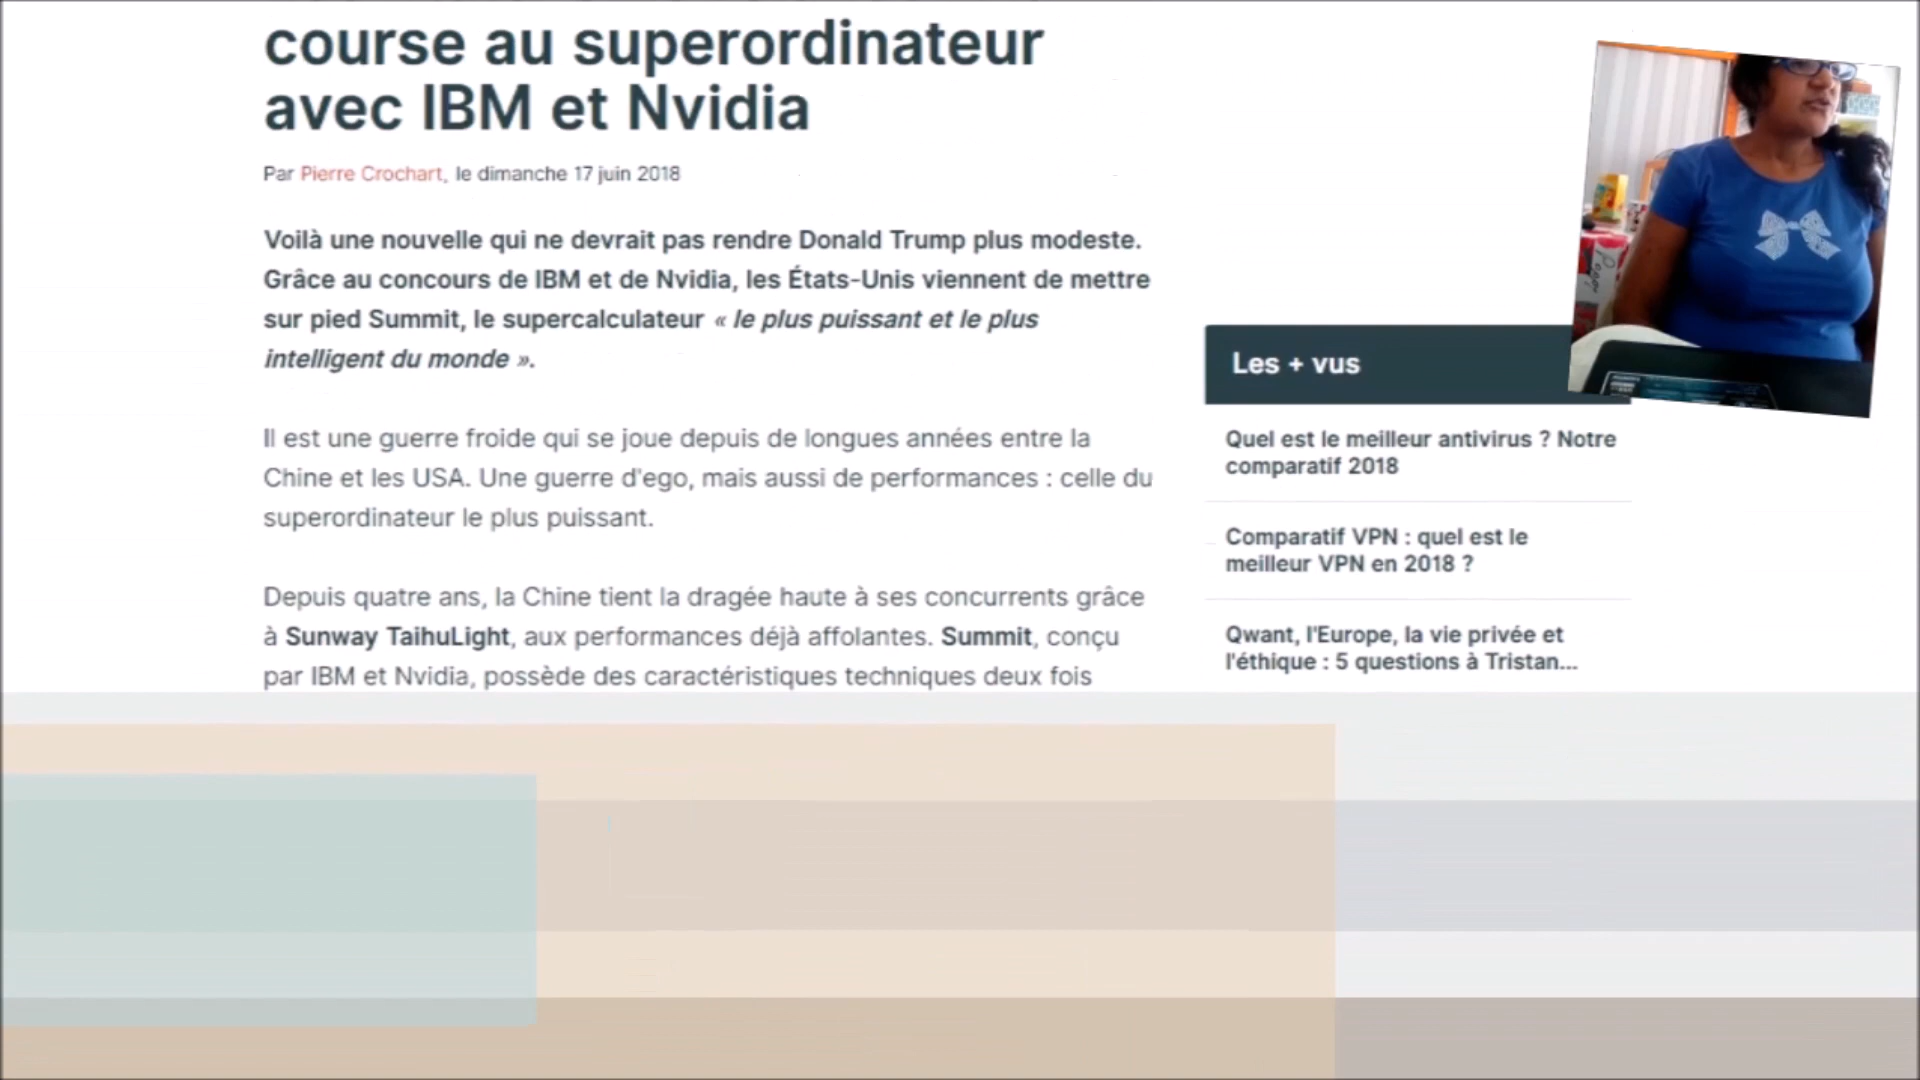 course au superordinateur
avec IBM et Nvidia
Par Pierre Crochart, le dimanche 17 juin 2018
Voilà une nouvelle qui ne devrait pas rendre Donald Trump plus modeste.
Grâce au concours de IBM et de Nvidia, les États-Unis viennent de mettre
sur pied Summit, le supercalculateur « le plus puissant et le plus
intelligent du monde ».
Il est une guerre froide qui se joue depuis de longues années entre la
Chine et les USA. Une guerre d'ego, mais aussi de performances : celle du
superordinateur le plus puissant.
Depuis quatre ans, la Chine tient la dragée haute à ses concurrents grâce
à Sunway TaihuLight, aux performances déjà affolantes. Summit, conçu
par IBM et Nvidia, possède des caractéristiques techniques deux fois
Les + vus
Quel est le meilleur antivirus ? Notre
comparatif 2018
Comparatif VPN : quel est le
meilleur VPN en 2018 ?
Qwant, l'Europe, la vie privée et
l'éthique : 5 questions à Tristan...